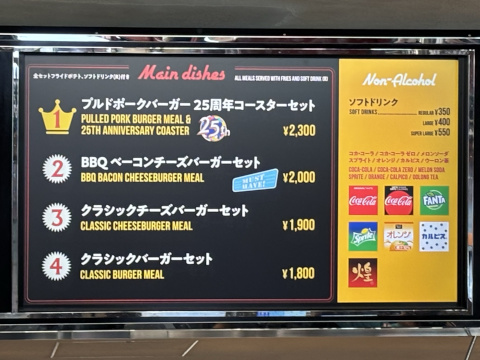 全セットフライドポテト、ソフトドリンク(R)付き
Main dishes
ALL MEALS SERVED WITH FRIES AND SOFT DRINK (R)
1
プルドポークバーガー 25周年コースターセット
PULLED PORK BURGER MEAL &
25TH ANNIVERSARY COASTER
25th
¥2,300
2
BBQ ベーコンチーズバーガーセット
BBQ BACON CHEESEBURGER MEAL
MUST HAVE!
¥2,000
3
クラシックチーズバーガーセット
CLASSIC CHEESEBURGER MEAL
¥1,900
4
クラシックバーガーセット
CLASSIC BURGER MEAL
¥1,800
Non-Alcohol
ソフトドリンク
SOFT DRINKS
REGULAR ¥350
LARGE ¥400
SUPER LARGE ¥550
コカ・コーラ / コカ・コーラ ゼロ / メロンソーダ
スプライト / オレンジ / カルピス / ウーロン茶
COCA-COLA / COCA-COLA ZERO / MELON SODA
SPRITE / ORANGE / CALPICO / OOLONG TEA
Coca-Cola
Coca-Cola
FANTA
Sprite
オレンジ
カルピス
煌